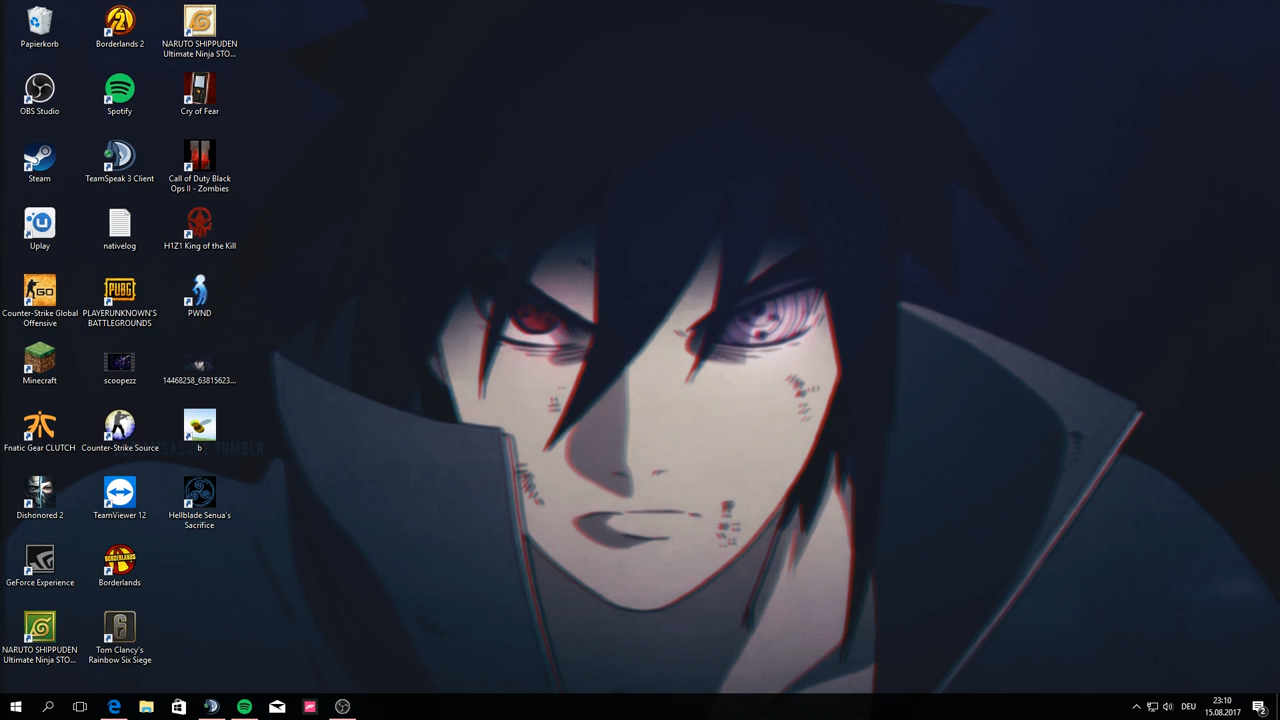 Papierkorb
Borderlands 2
NARUTO SHIPPUDEN
Ultimate Ninja STO...
OBS Studio
Spotify
Cry of Fear
Steam
TeamSpeak 3 Client
Call of Duty Black
Ops II - Zombies
Uplay
nativelog
H1Z1 King of the Kill
Counter-Strike Global
Offensive
PLAYERUNKNOWN'S
BATTLEGROUNDS
PWND
Minecraft
scoopezz
14468258_63815623...
Fnatic Gear CLUTCH
Counter-Strike Source
b
Dishonored 2
TeamViewer 12
Hellblade Senua's
Sacrifice
GeForce Experience
Borderlands
NARUTO SHIPPUDEN
Ultimate Ninja STO...
Tom Clancy's
Rainbow Six Siege
DEU
23:10
15.08.2017
2